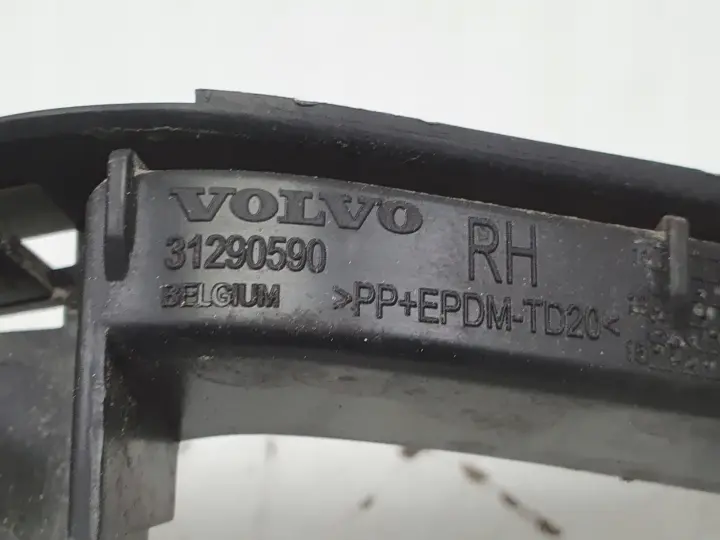 VOLVO
31290590
RH
BELGIUM
>PP+EPDM-TD20<